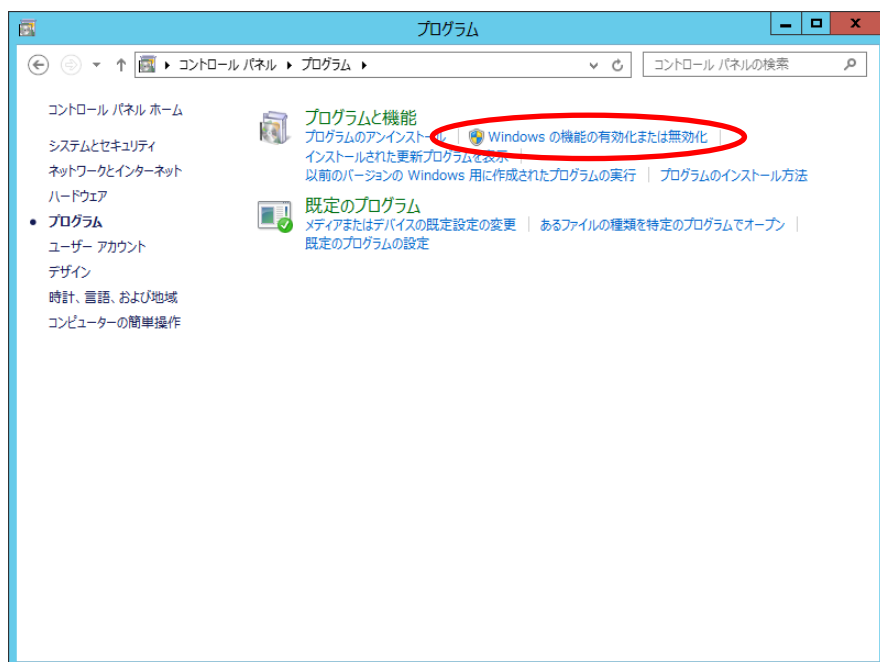 プログラム
コントロール パネル プログラム
コントロール パネルの検索
コントロール パネル ホーム
システムとセキュリティ
ネットワークとインターネット
ハードウェア
プログラム
ユーザー アカウント
デザイン
時計、言語、および地域
コンピューターの簡単操作
プログラムと機能
プログラムのアンインストール Windows の機能の有効化または無効化
インストールされた更新プログラムを表示
以前のバージョンの Windows 用に作成されたプログラムの実行 プログラムのインストール方法
既定のプログラム
メディアまたはデバイスの既定設定の変更 あるファイルの種類を特定のプログラムでオープン
既定のプログラムの設定